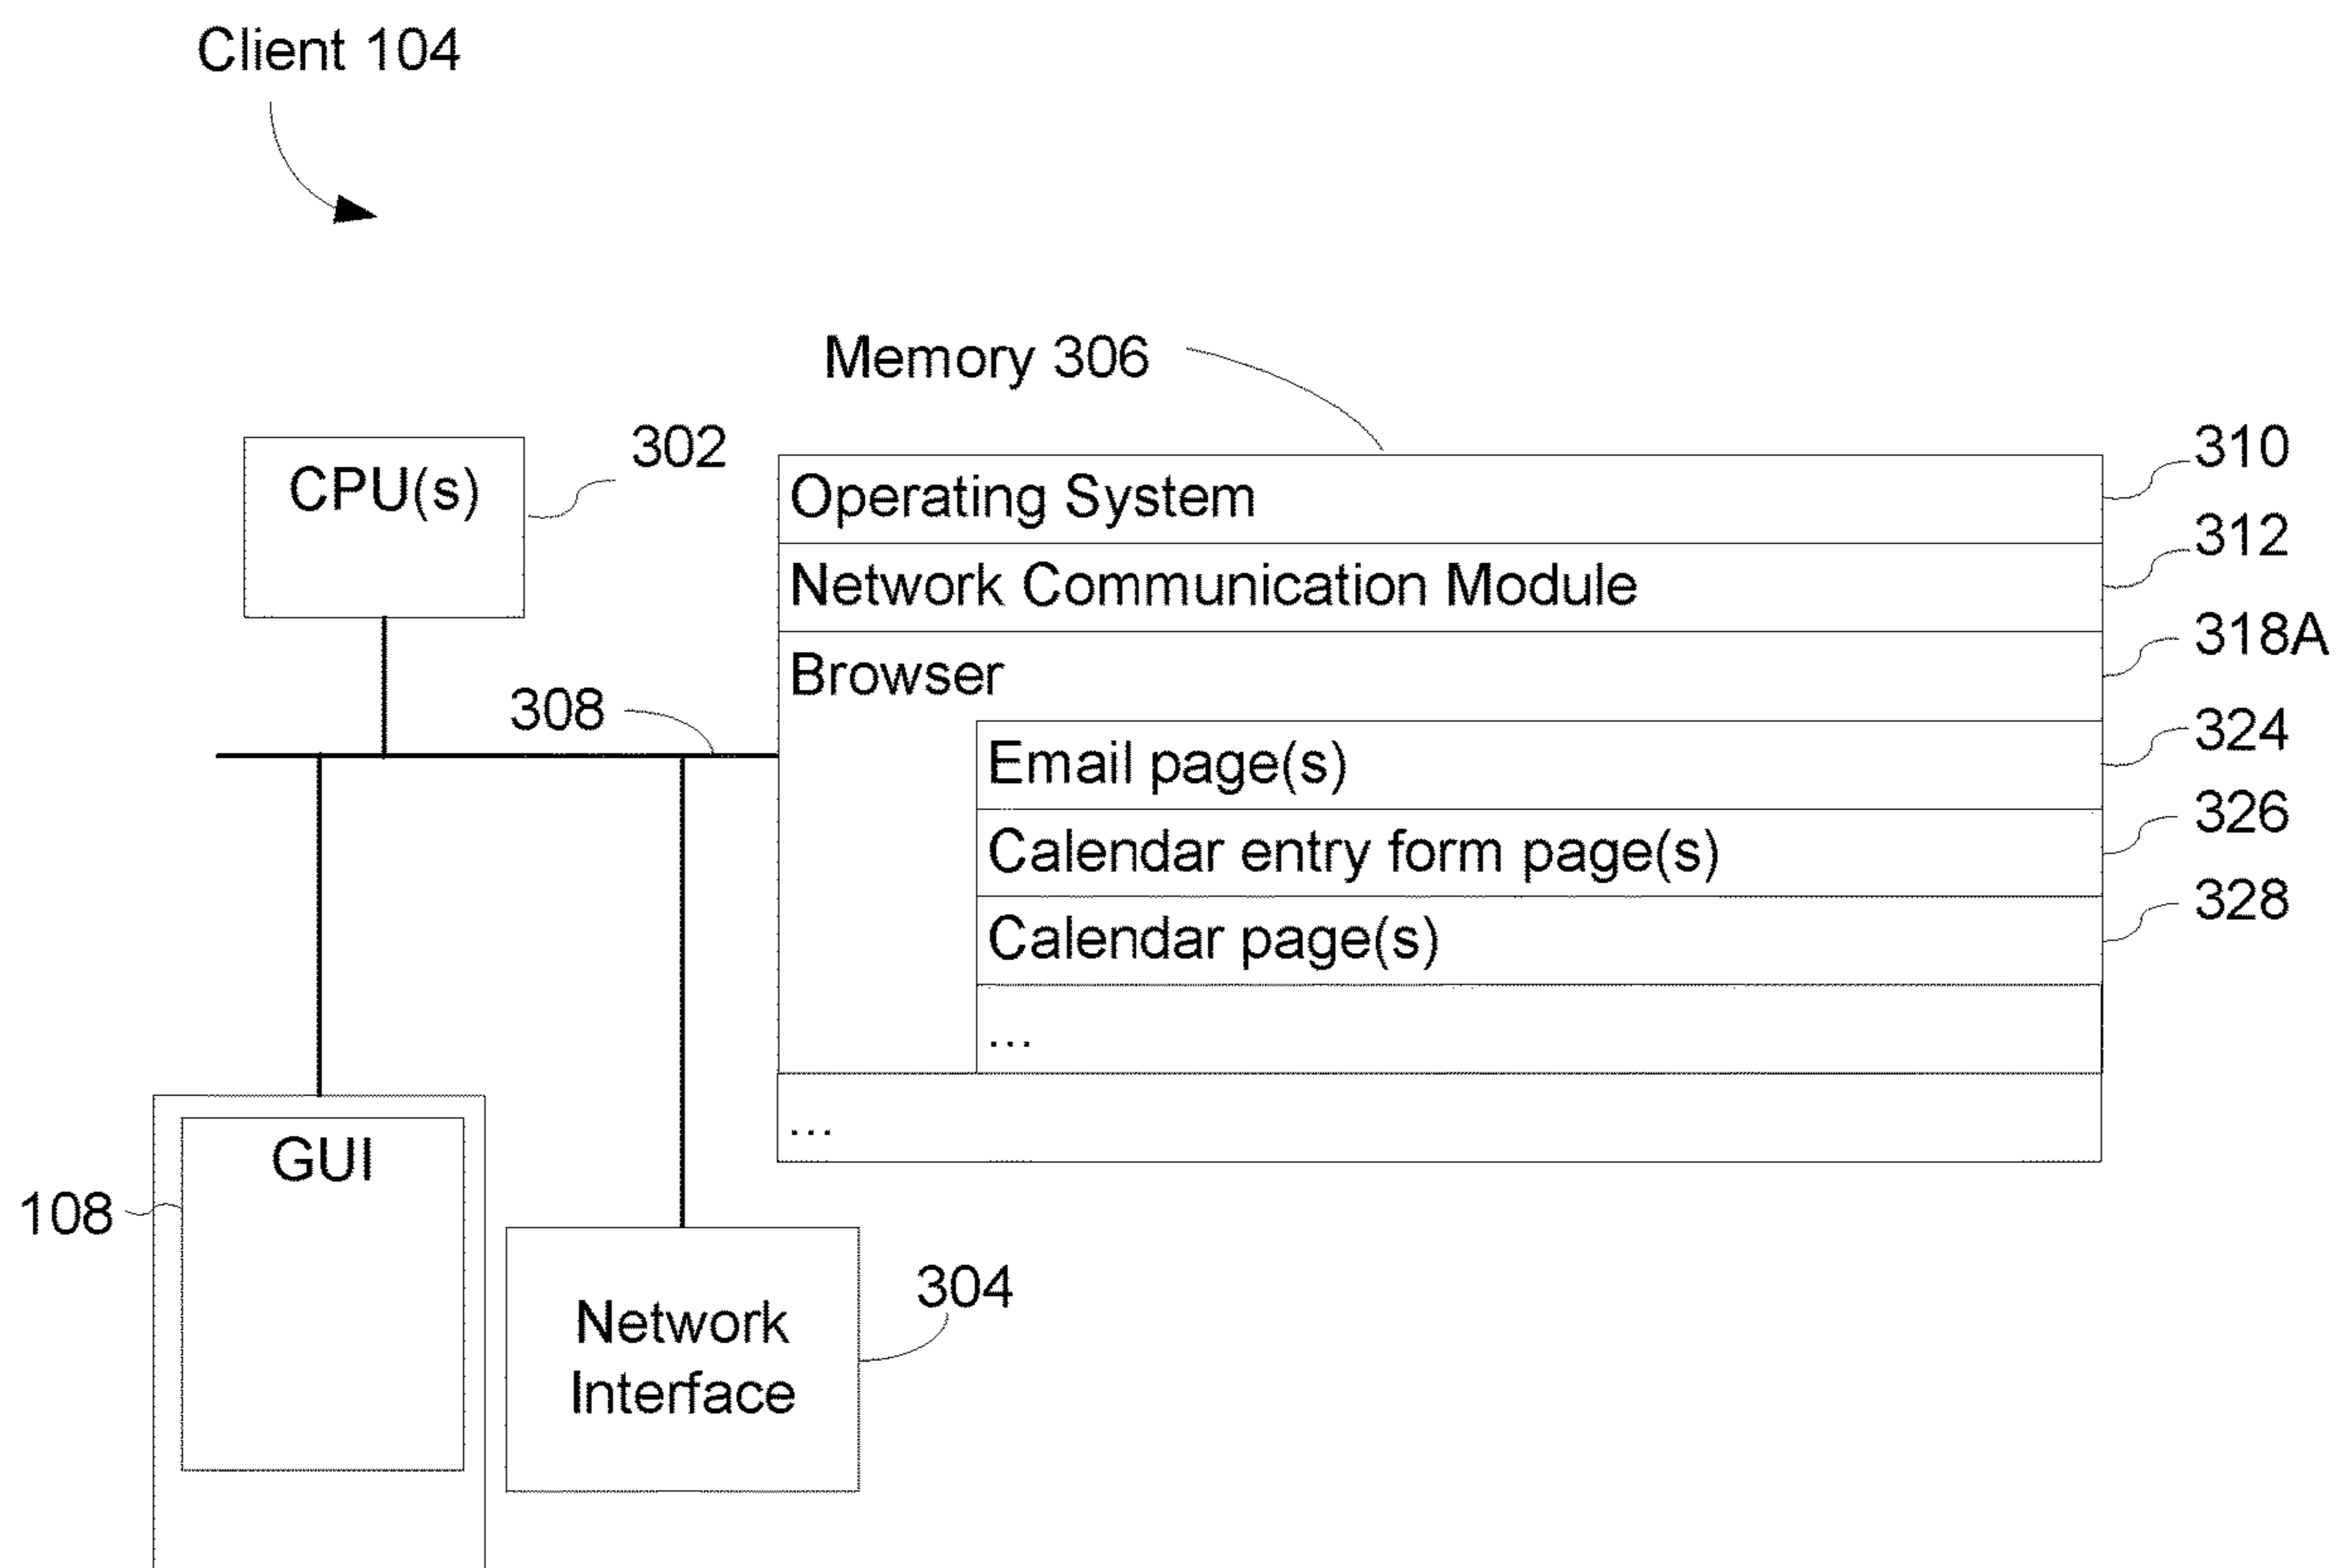 Client 104
Memory 306
CPU(s)
302
Operating System
310
Network Communication Module
312
Browser
318A
308
Email page(s)
324
Calendar entry form page(s)
326
Calendar page(s)
328
...
...
GUI
108
Network
Interface
304